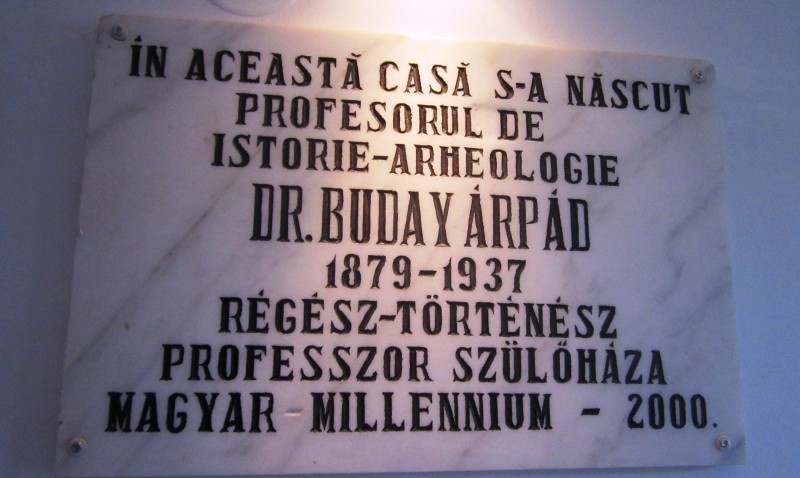 ÎN ACEASTĂ CASĂ S-A NĂSCUT
PROFESORUL DE
ISTORIE-ARHEOLOGIE
DR. BUDAY ÁRPÁD
1879-1937
RÉGÉSZ-TÖRTÉNÉSZ
PROFESSZOR SZÜLŐHÁZA
MAGYAR - MILLENNIUM - 2000.